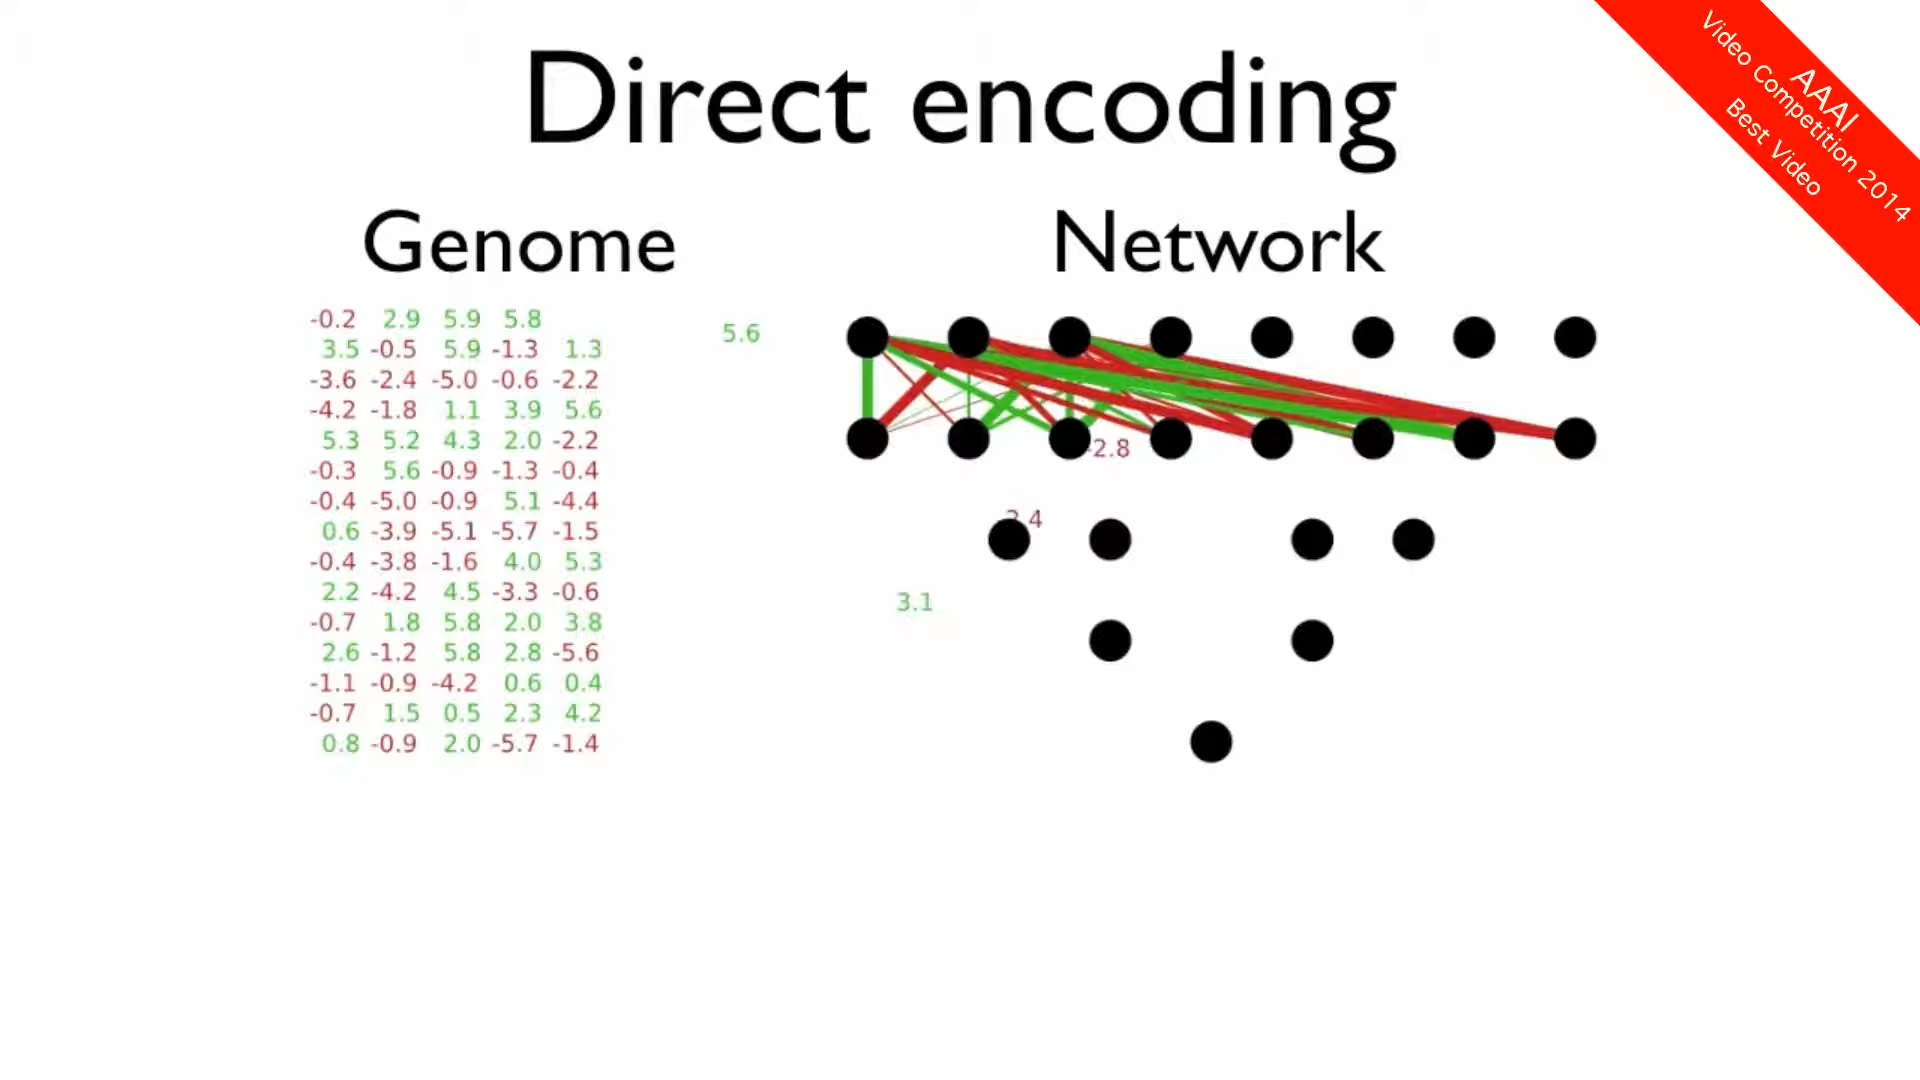 Direct encoding
AAAI
Video Competition 2014
Best Video
Genome
Network
-0.2 2.9 5.9 5.8
5.6
3.5 -0.5 5.9 -1.3 1.3
-3.6 -2.4 -5.0 -0.6 -2.2
-4.2 -1.8 1.1 3.9 5.6
5.3 5.2 4.3 2.0 -2.2
-2.8
-0.3 5.6 -0.9 -1.3 -0.4
-0.4 -5.0 -0.9 5.1 -4.4
0.6 -3.9 -5.1 -5.7 -1.5
-0.4 -3.8 -1.6 4.0 5.3
2.2 -4.2 4.5 -3.3 -0.6
3.1
-0.7 1.8 5.8 2.0 3.8
2.6 -1.2 5.8 2.8 -5.6
-1.1 -0.9 -4.2 0.6 0.4
-0.7 1.5 0.5 2.3 4.2
0.8 -0.9 2.0 -5.7 -1.4